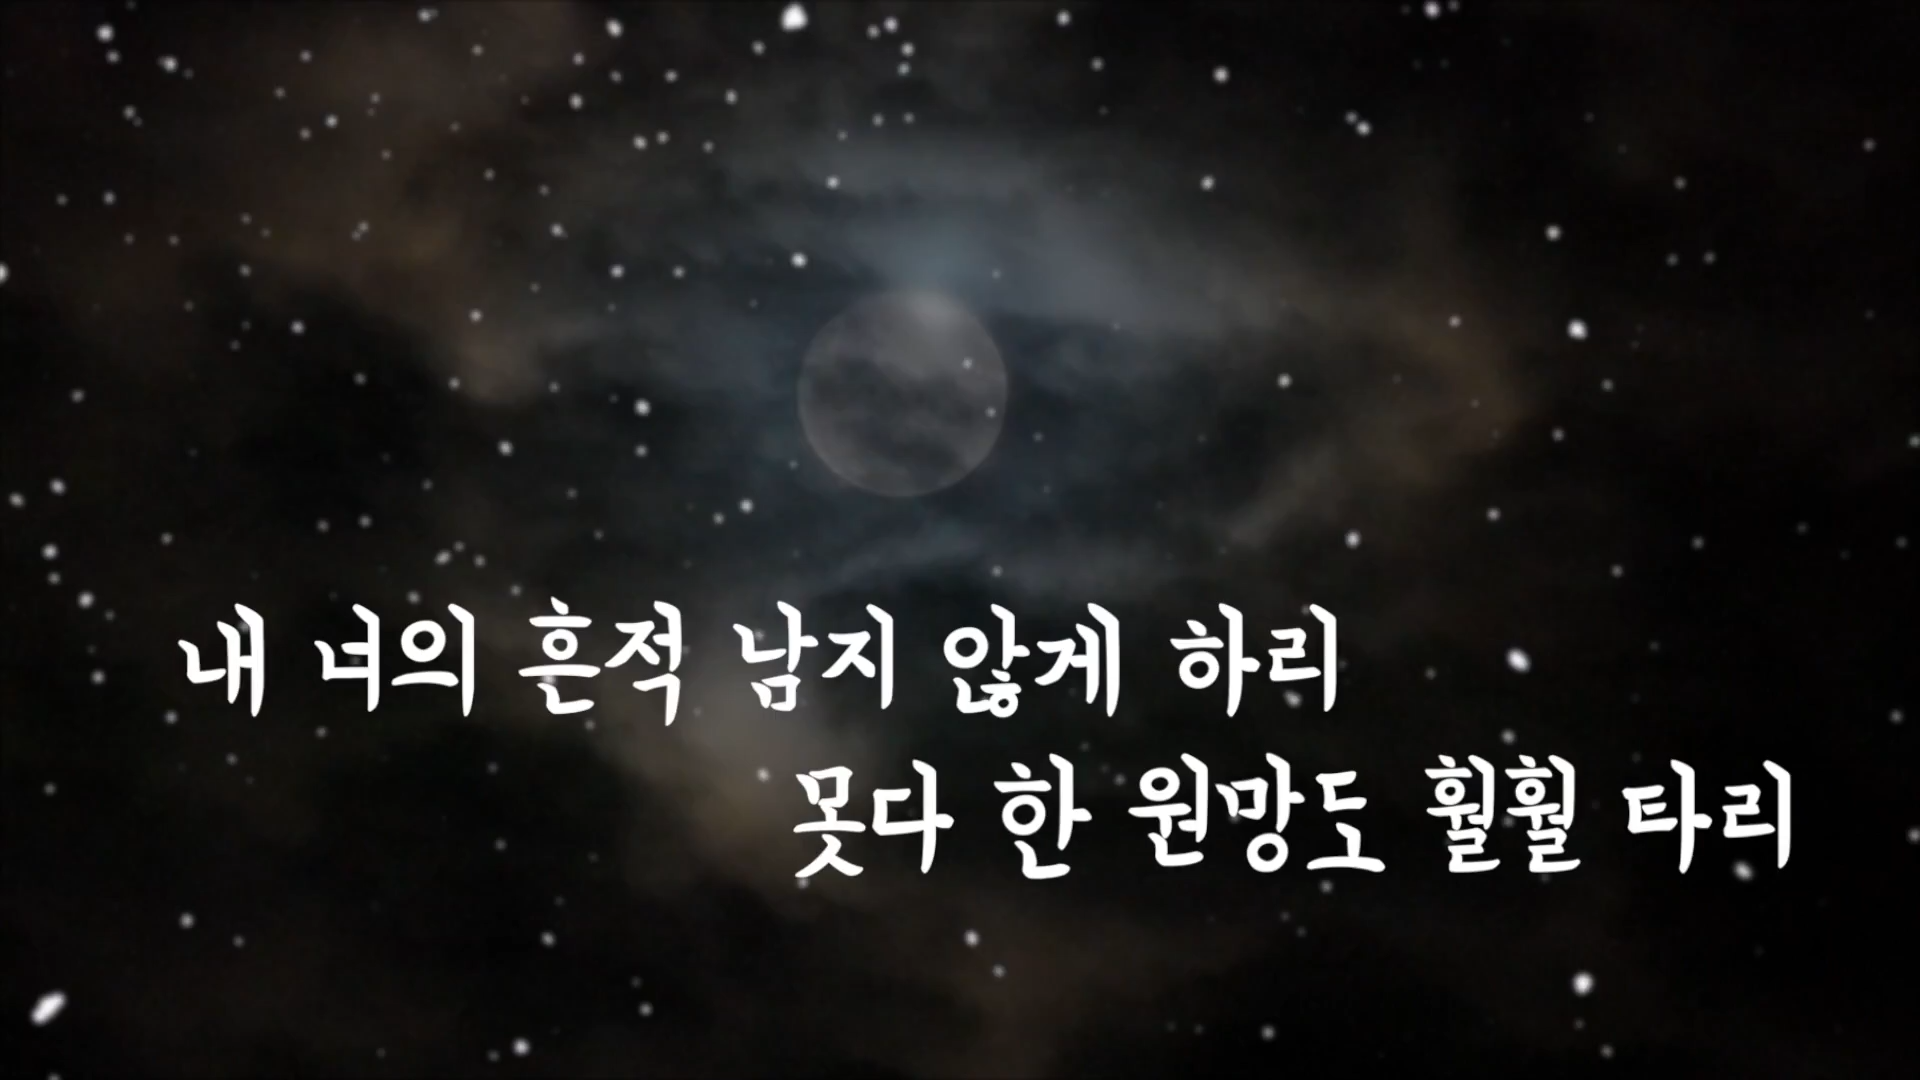 내 너의 흔적 남지 않게 하리
못다 한 원망도 훨훨 타리